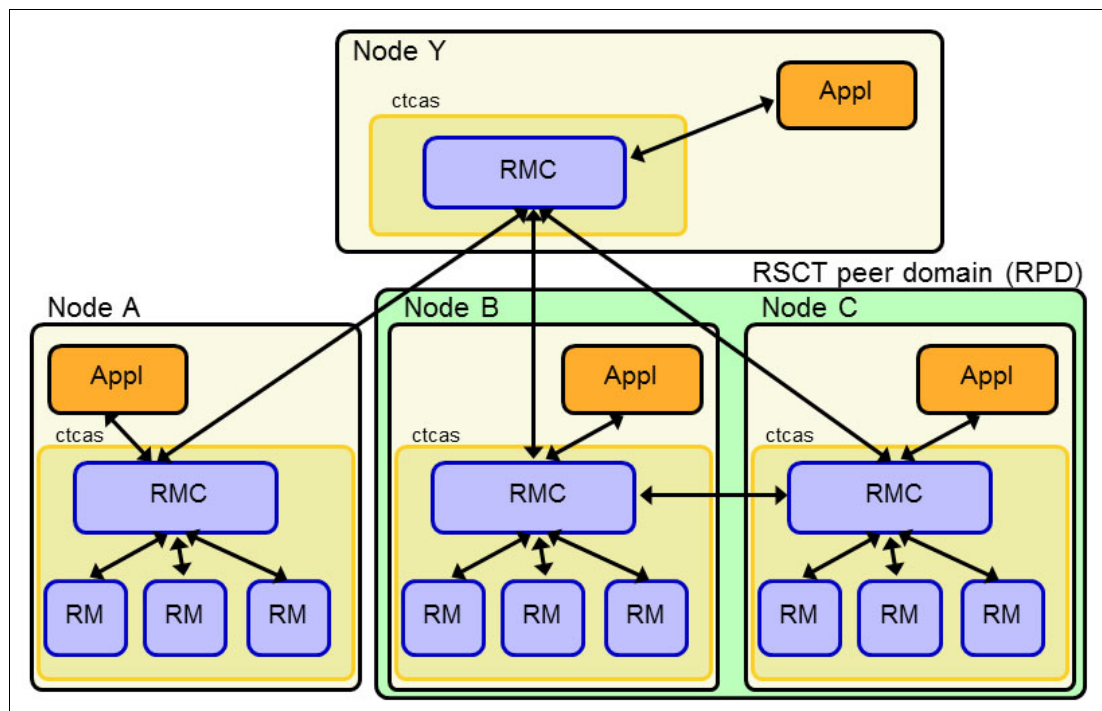 Node Y
Appl
ctcas
RMC
RSCT peer domain (RPD)
Node A
Node B
Node C
Appl
Appl
Appl
ctcas
ctcas
ctcas
RMC
RMC
RMC
RM RM RM
RM RM RM
RM RM RM